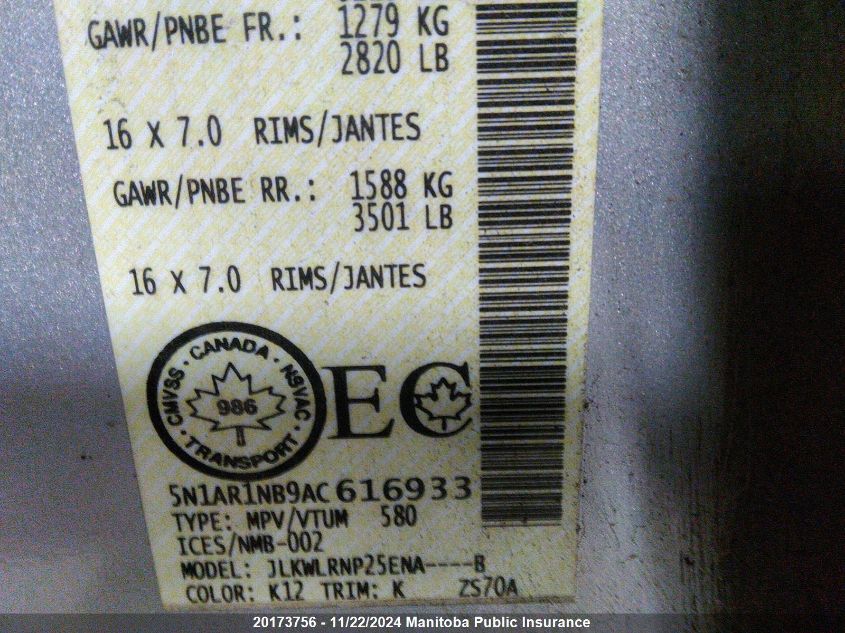 GAWR/PNBE FR.: 1279 KG
2820 LB
16 X 7.0 RIMS/JANTES
GAWR/PNBE RR.: 1588 KG
3501 LB
16 X 7.0 RIMS/JANTES
CMVSS · CANADA · NSVAC · TRANSPORT ·
986
EC
5N1AR1NB9AC616933
TYPE: MPV/VTUM 580
ICES/NMB-002
MODEL: JLKWLRNP25ENA----B
COLOR: K12 TRIM: K ZS70A
20173756 - 11/22/2024 Manitoba Public Insurance